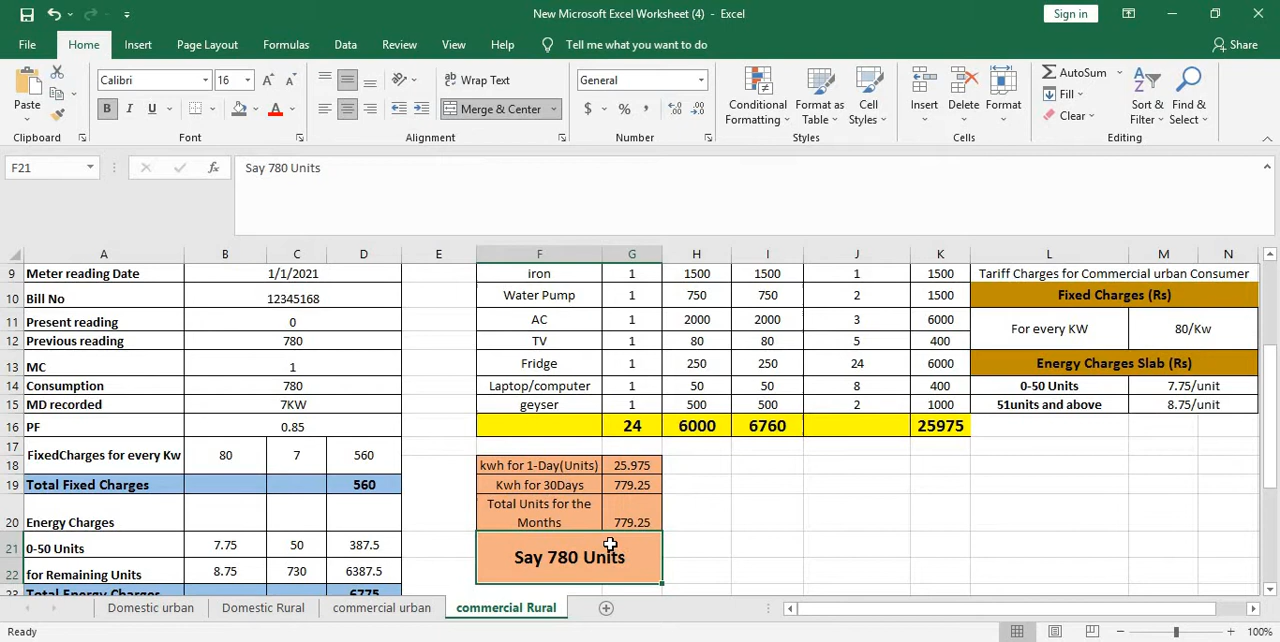 New Microsoft Excel Worksheet (4) - Excel
Sign in
File Home Insert Page Layout Formulas Data Review View Help Tell me what you want to do Share
Paste
Calibri 16 A A
B I U A
Wrap Text
Merge & Center
General
$ % ,
Conditional Formatting
Format as Table
Cell Styles
Insert Delete Format
AutoSum
Fill
Clear
Sort & Filter
Find & Select
Clipboard Font Alignment Number Styles Cells Editing
F21 fx Say 780 Units
A B C D E F G H I J K L M N
9 Meter reading Date 1/1/2021 iron 1 1500 1500 1 1500 Tariff Charges for Commercial urban Consumer
10 Bill No 12345168 Water Pump 1 750 750 2 1500 Fixed Charges (Rs)
11 Present reading 0 AC 1 2000 2000 3 6000 For every KW 80/Kw
12 Previous reading 780 TV 1 80 80 5 400
13 MC 1 Fridge 1 250 250 24 6000 Energy Charges Slab (Rs)
14 Consumption 780 Laptop/computer 1 50 50 8 400 0-50 Units 7.75/unit
15 MD recorded 7KW geyser 1 500 500 2 1000 51units and above 8.75/unit
16 PF 0.85 24 6000 6760 25975
17
18 FixedCharges for every Kw 80 7 560 kwh for 1-Day(Units) 25.975
19 Total Fixed Charges 560 Kwh for 30Days 779.25
20 Energy Charges Total Units for the Months 779.25
21 0-50 Units 7.75 50 387.5 Say 780 Units
22 for Remaining Units 8.75 730 6387.5
23 Total Energy Charges 6775
Domestic urban Domestic Rural commercial urban commercial Rural
Ready 100%